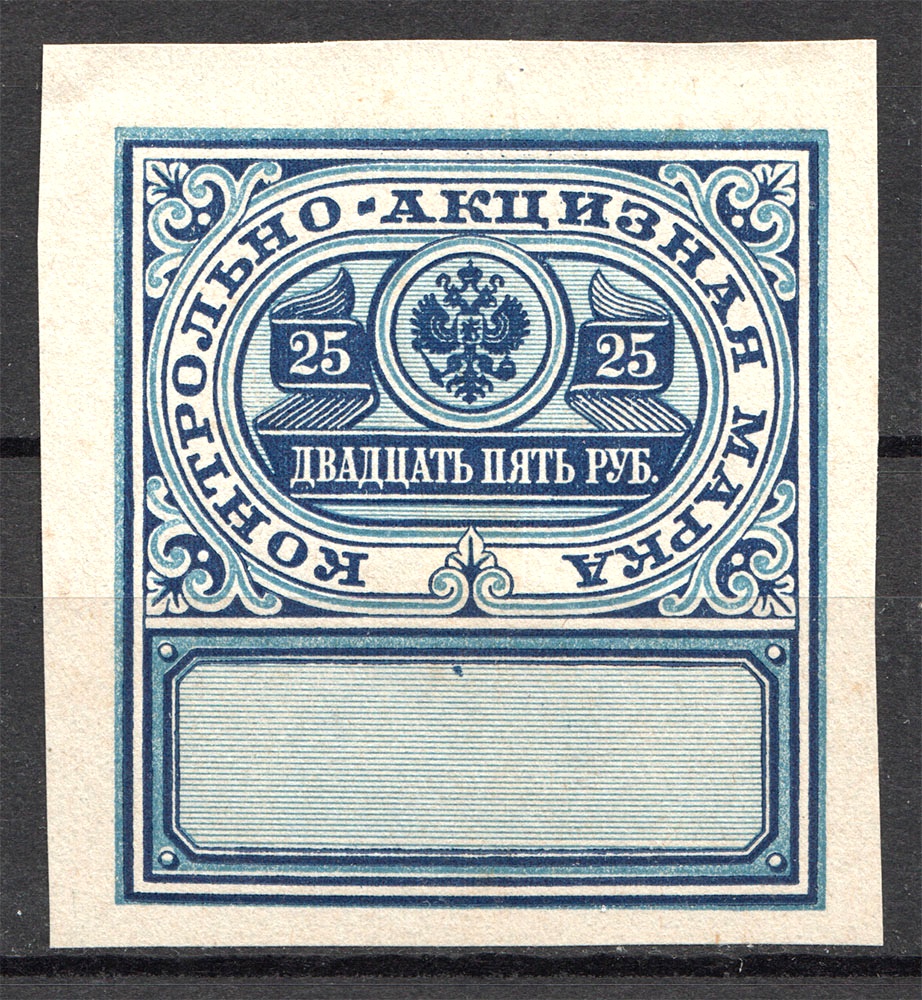 КОНТРОЛЬНО-АКЦИЗНАЯ МАРКА
25 25
ДВАДЦАТЬ ПЯТЬ РУБ.